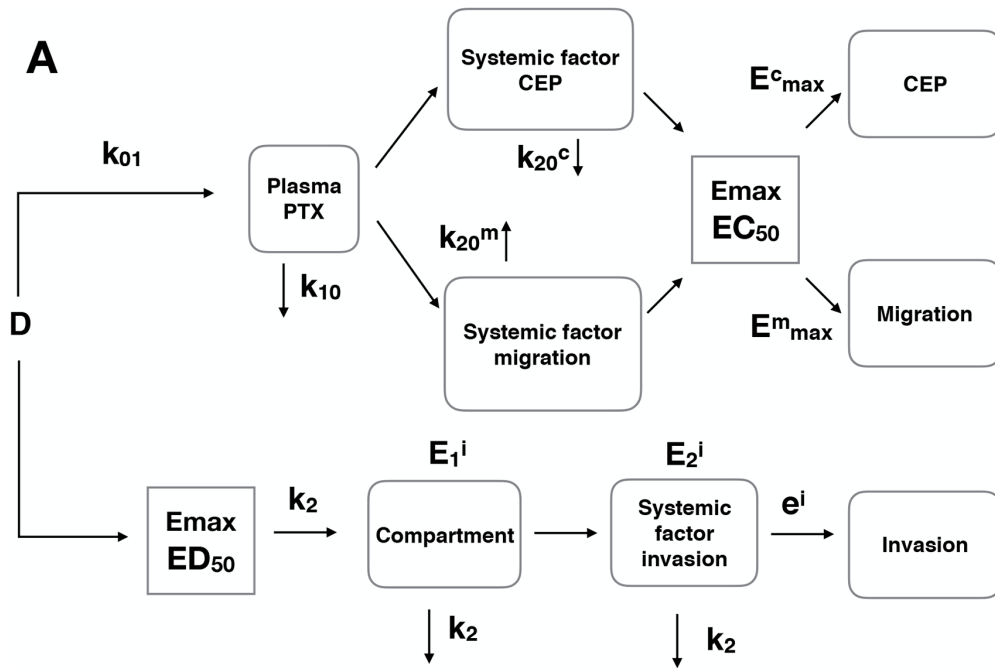 A
Systemic factor
CEP
E^c_max
CEP
k₀₁
k₂₀^c
Plasma
PTX
Emax
EC₅₀
k₂₀^m
k₁₀
D
Systemic factor
migration
E^m_max
Migration
E₁^i
E₂^i
Emax
ED₅₀
k₂
Compartment
Systemic
factor
invasion
e^i
Invasion
k₂
k₂